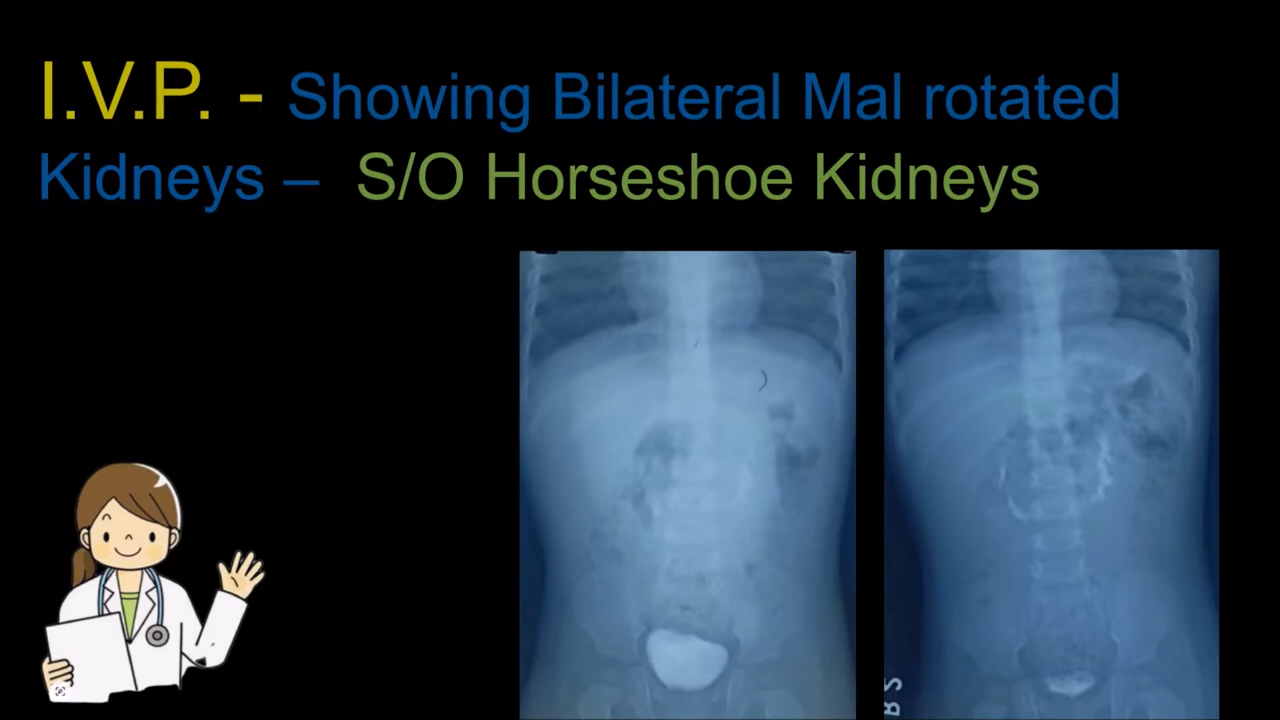 I.V.P. - Showing Bilateral Mal rotated
Kidneys – S/O Horseshoe Kidneys